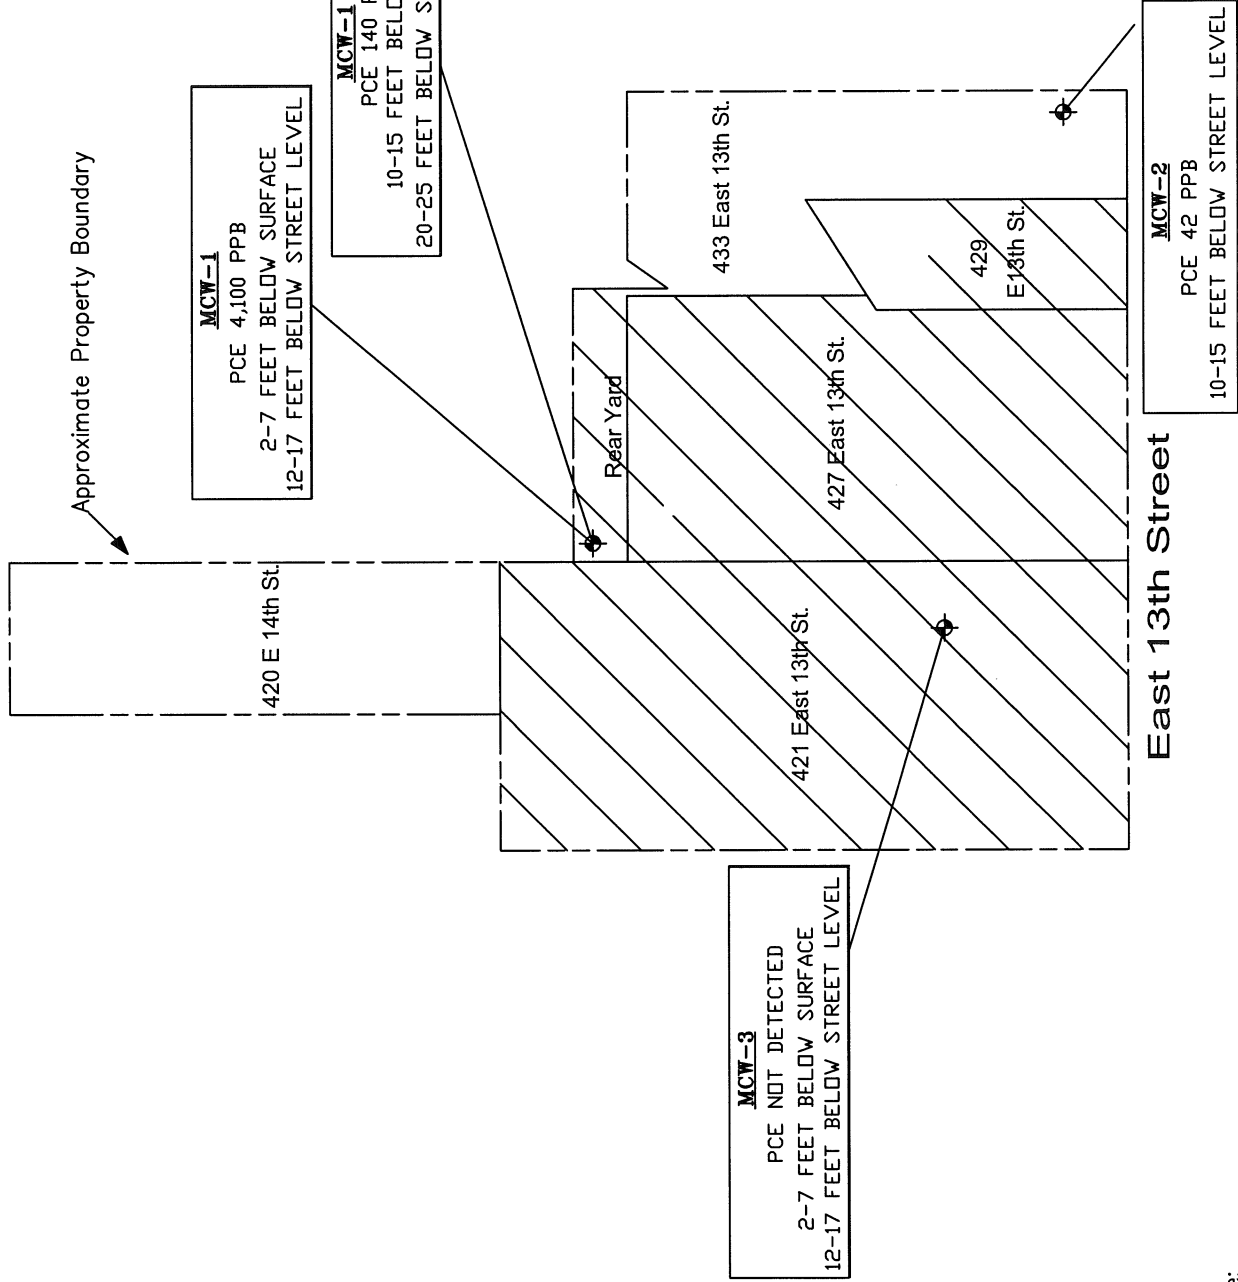 Approximate Property Boundary
MCW-1
PCE 4,100 PPB
2-7 FEET BELOW SURFACE
12-17 FEET BELOW STREET LEVEL
MCW-1
PCE 140
10-15 FEET
20-25 FEET BELOW
420 E 14th St.
Rear Yard
433 East 13th St.
429
E13th St.
427 East 13th St.
421 East 13th St.
MCW-3
PCE NOT DETECTED
2-7 FEET BELOW SURFACE
12-17 FEET BELOW STREET LEVEL
MCW-2
PCE 42 PPB
10-15 FEET BELOW STREET LEVEL
East 13th Street